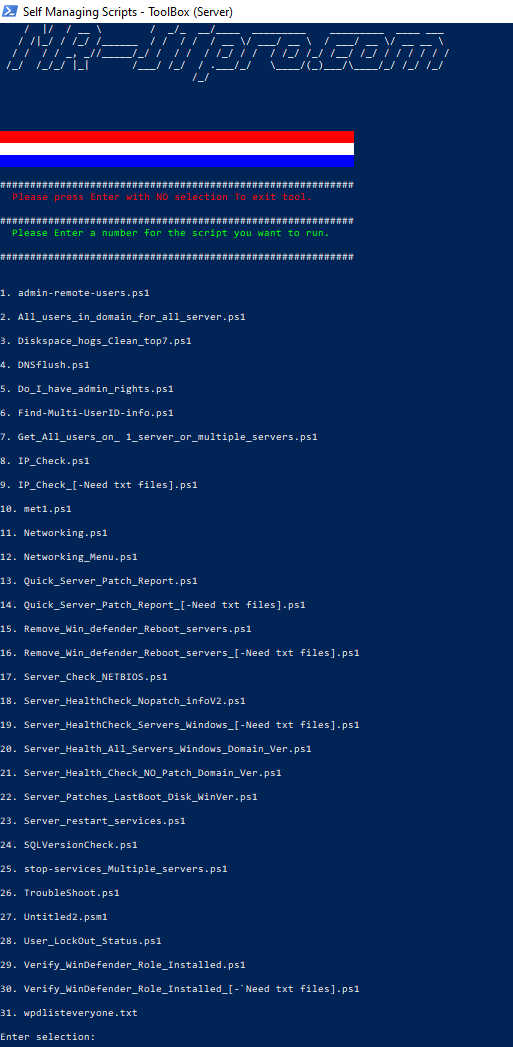 Self Managing Scripts - ToolBox (Server)
###########################################################
Please press Enter with NO selection To exit tool.
###########################################################
Please Enter a number for the script you want to run.
###########################################################
1. admin-remote-users.ps1
2. All_users_in_domain_for_all_server.ps1
3. Diskspace_hogs_Clean_top7.ps1
4. DNSflush.ps1
5. Do_I_have_admin_rights.ps1
6. Find-Multi-UserID-info.ps1
7. Get_All_users_on_ 1_server_or_multiple_servers.ps1
8. IP_Check.ps1
9. IP_Check_[-Need txt files].ps1
10. met1.ps1
11. Networking.ps1
12. Networking_Menu.ps1
13. Quick_Server_Patch_Report.ps1
14. Quick_Server_Patch_Report_[-Need txt files].ps1
15. Remove_Win_defender_Reboot_servers.ps1
16. Remove_Win_defender_Reboot_servers_[-Need txt files].ps1
17. Server_Check_NETBIOS.ps1
18. Server_HealthCheck_Nopatch_infoV2.ps1
19. Server_HealthCheck_Servers_Windows_[-Need txt files].ps1
20. Server_Health_All_Servers_Windows_Domain_Ver.ps1
21. Server_Health_Check_NO_Patch_Domain_Ver.ps1
22. Server_Patches_LastBoot_Disk_WinVer.ps1
23. Server_restart_services.ps1
24. SQLVersionCheck.ps1
25. stop-services_Multiple_servers.ps1
26. TroubleShoot.ps1
27. Untitled2.psm1
28. User_LockOut_Status.ps1
29. Verify_WinDefender_Role_Installed.ps1
30. Verify_WinDefender_Role_Installed_[-`Need txt files].ps1
31. wpdlisteveryone.txt
Enter selection: